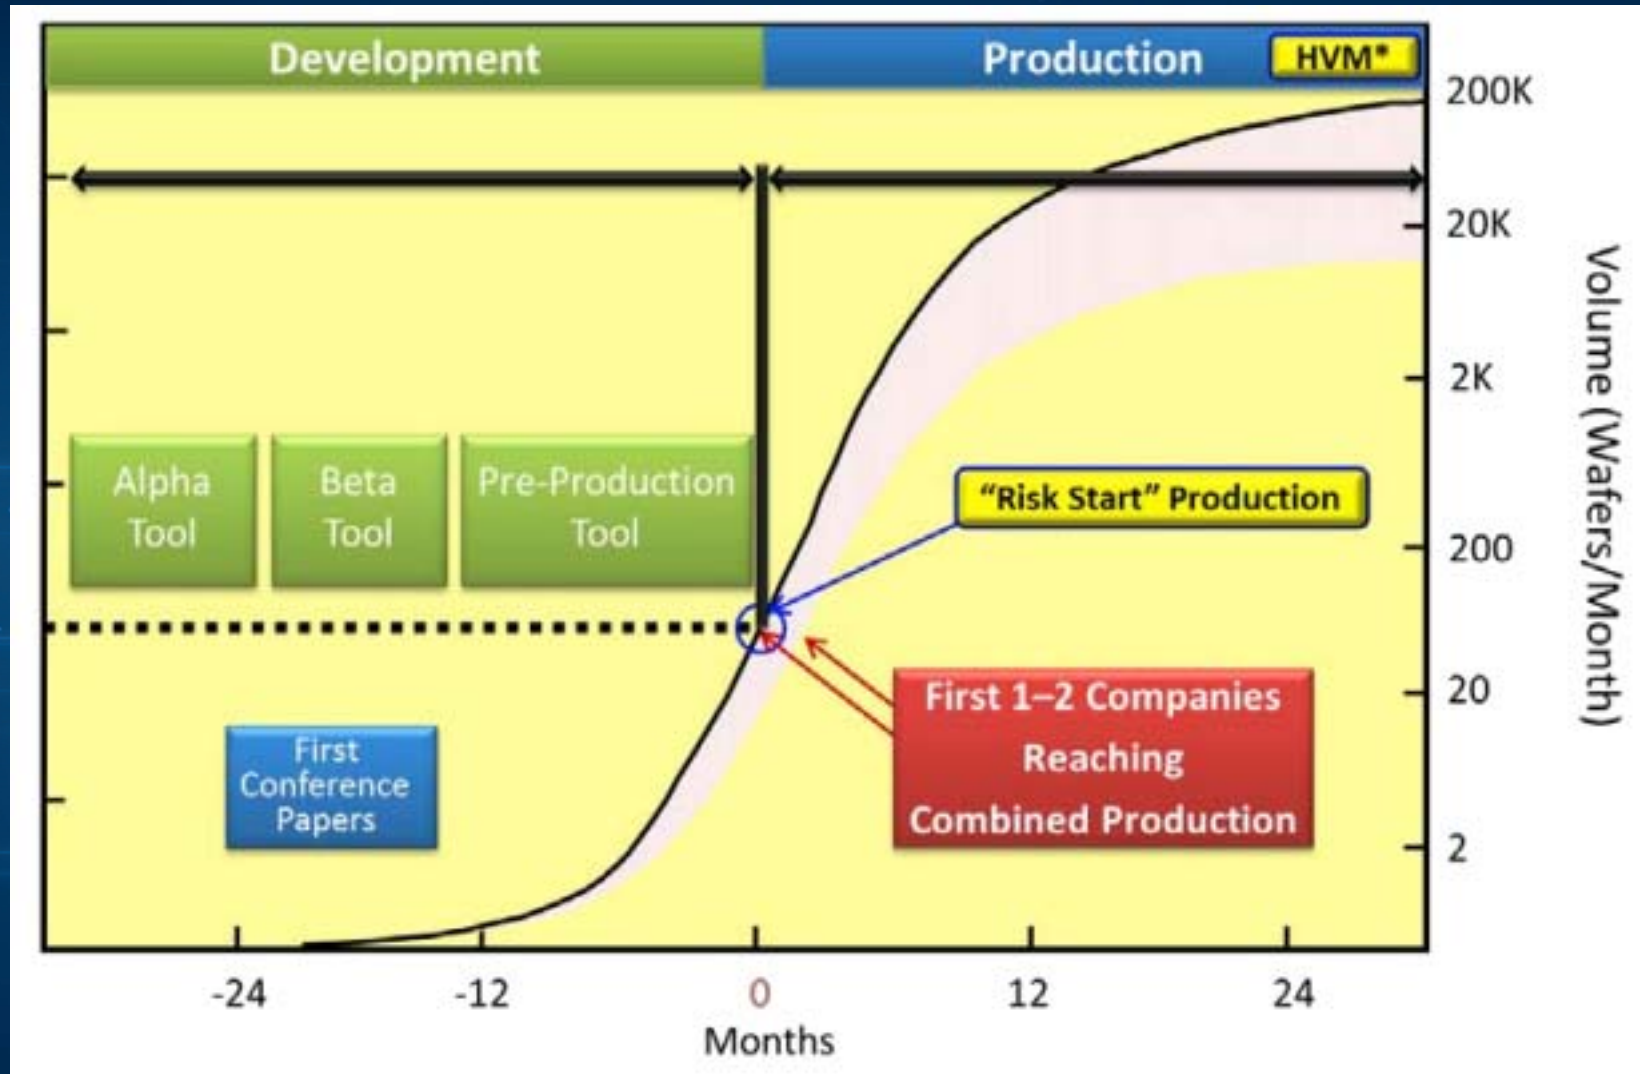 Development
Production
HVM*
200K
20K
2K
200
20
2
Volume (Wafers/Month)
Alpha
Tool
Beta
Tool
Pre-Production
Tool
“Risk Start” Production
First 1–2 Companies
Reaching
Combined Production
First
Conference
Papers
-24
-12
0
12
24
Months